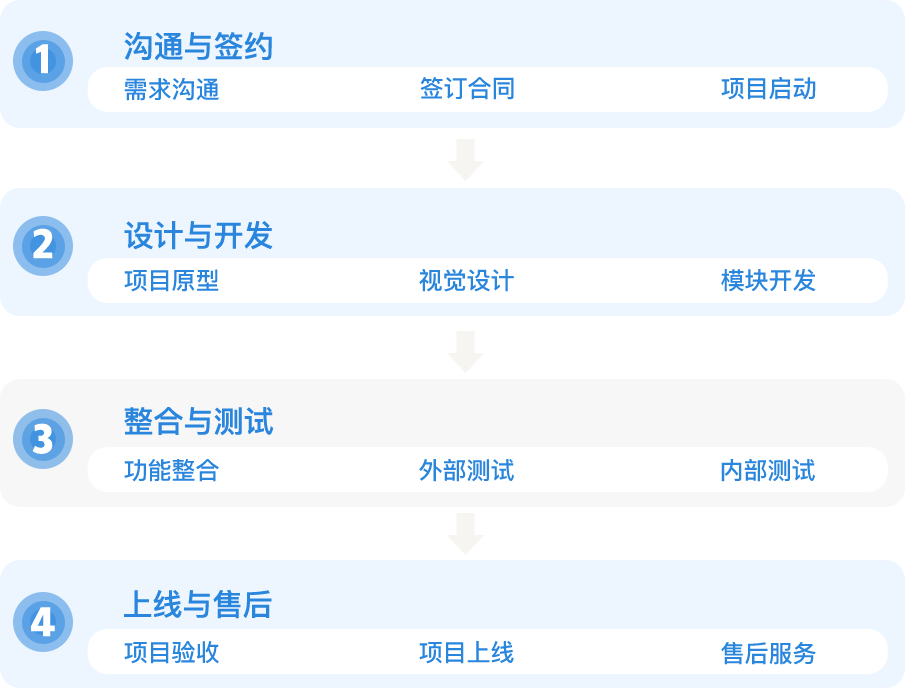 1 沟通与签约
需求沟通 签订合同 项目启动
2 设计与开发
项目原型 视觉设计 模块开发
3 整合与测试
功能整合 外部测试 内部测试
4 上线与售后
项目验收 项目上线 售后服务